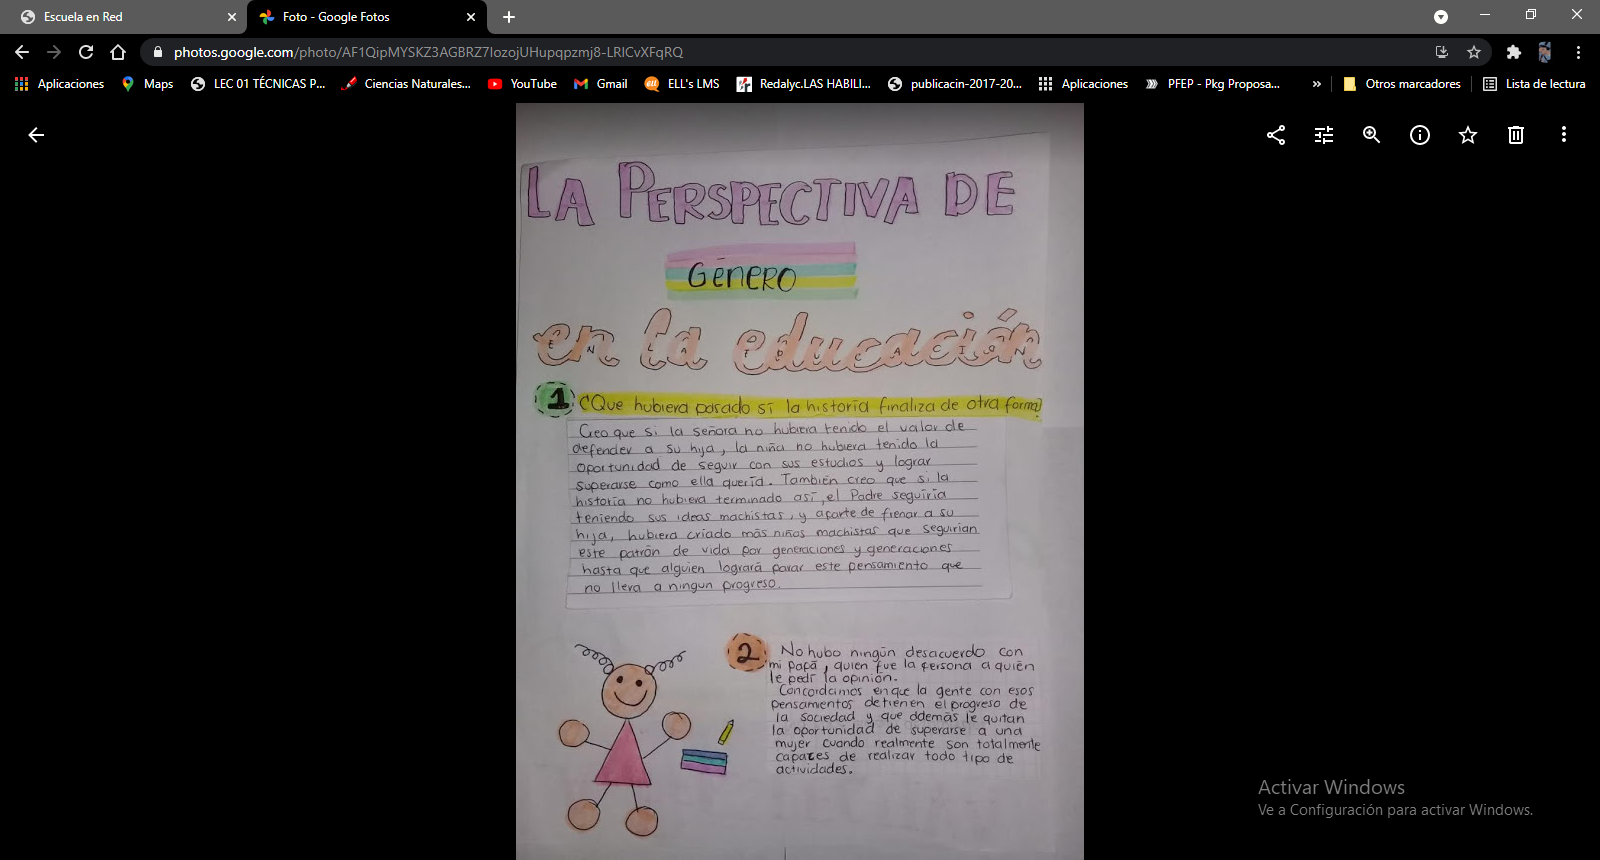 Escuela en Red
Foto - Google Fotos
photos.google.com/photo/AF1QipMYSKZ3AGBRZ7IozojUHupqpzmj8-LRlCvXFqRQ
Aplicaciones
Maps
LEC 01 TÉCNICAS P...
Ciencias Naturales...
YouTube
Gmail
ELL's LMS
Redalyc.LAS HABILI...
publicacin-2017-20...
Aplicaciones
PFEP - Pkg Proposa...
»
Otros marcadores
Lista de lectura
LA PERSPECTIVA DE
GÉNERO
en la educación
EN LA EDUCACION
1 ¿Que hubiera pasado si la historia finaliza de otra forma?
Creo que si la señora no hubiera tenido el valor de
defender a su hija, la niña no hubiera tenido la
oportunidad de seguir con sus estudios y lograr
superarse como ella quería. También creo que si la
historia no hubiera terminado así, el Padre seguiría
teniendo sus ideas machistas, y aparte de frenar a su
hija, hubiera criado más niños machistas que seguirian
este patrón de vida por generaciones y generaciones
hasta que alguien lograrà parar este pensamiento que
no lleva a ningun progreso.
2 No hubo ningún desacuerdo con
mi papá, quien fue la persona a quién
le pedí la opinión.
Concordamos en que la gente con esos
pensamientos detienen el progreso de
la sociedad y que además le quitan
la oportunidad de superarse a una
mujer cuando realmente son totalmente
capaces de realizar todo tipo de
actividades.
Activar Windows
Ve a Configuración para activar Windows.